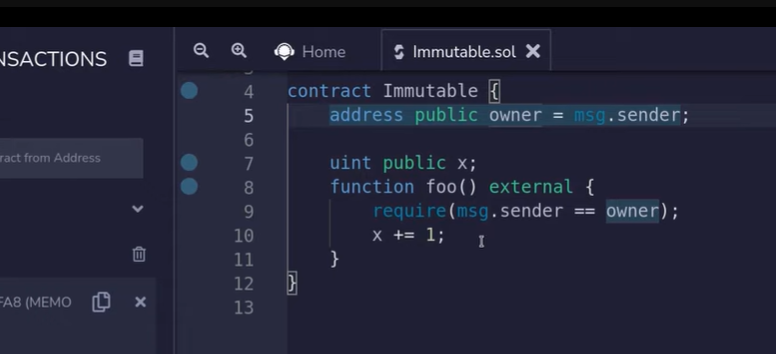 NSACTIONS
Home
Immutable.sol
4 contract Immutable {
5 address public owner = msg.sender;
6
ract from Address
7 uint public x;
8 function foo() external {
9 require(msg.sender == owner);
10 x += 1;
11 }
12 }
FA8 (MEMO
13